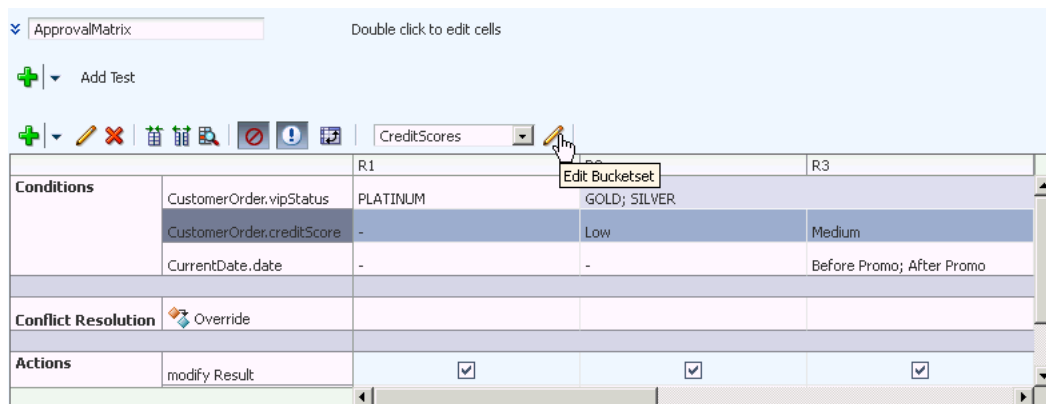 ApprovalMatrix Double click to edit cells
Add Test
CreditScores
R1 R3
Edit Bucketset
Conditions
CustomerOrder.vipStatus PLATINUM GOLD; SILVER
CustomerOrder.creditScore - Low Medium
CurrentDate.date - - Before Promo; After Promo
Conflict Resolution Override
Actions
modify Result